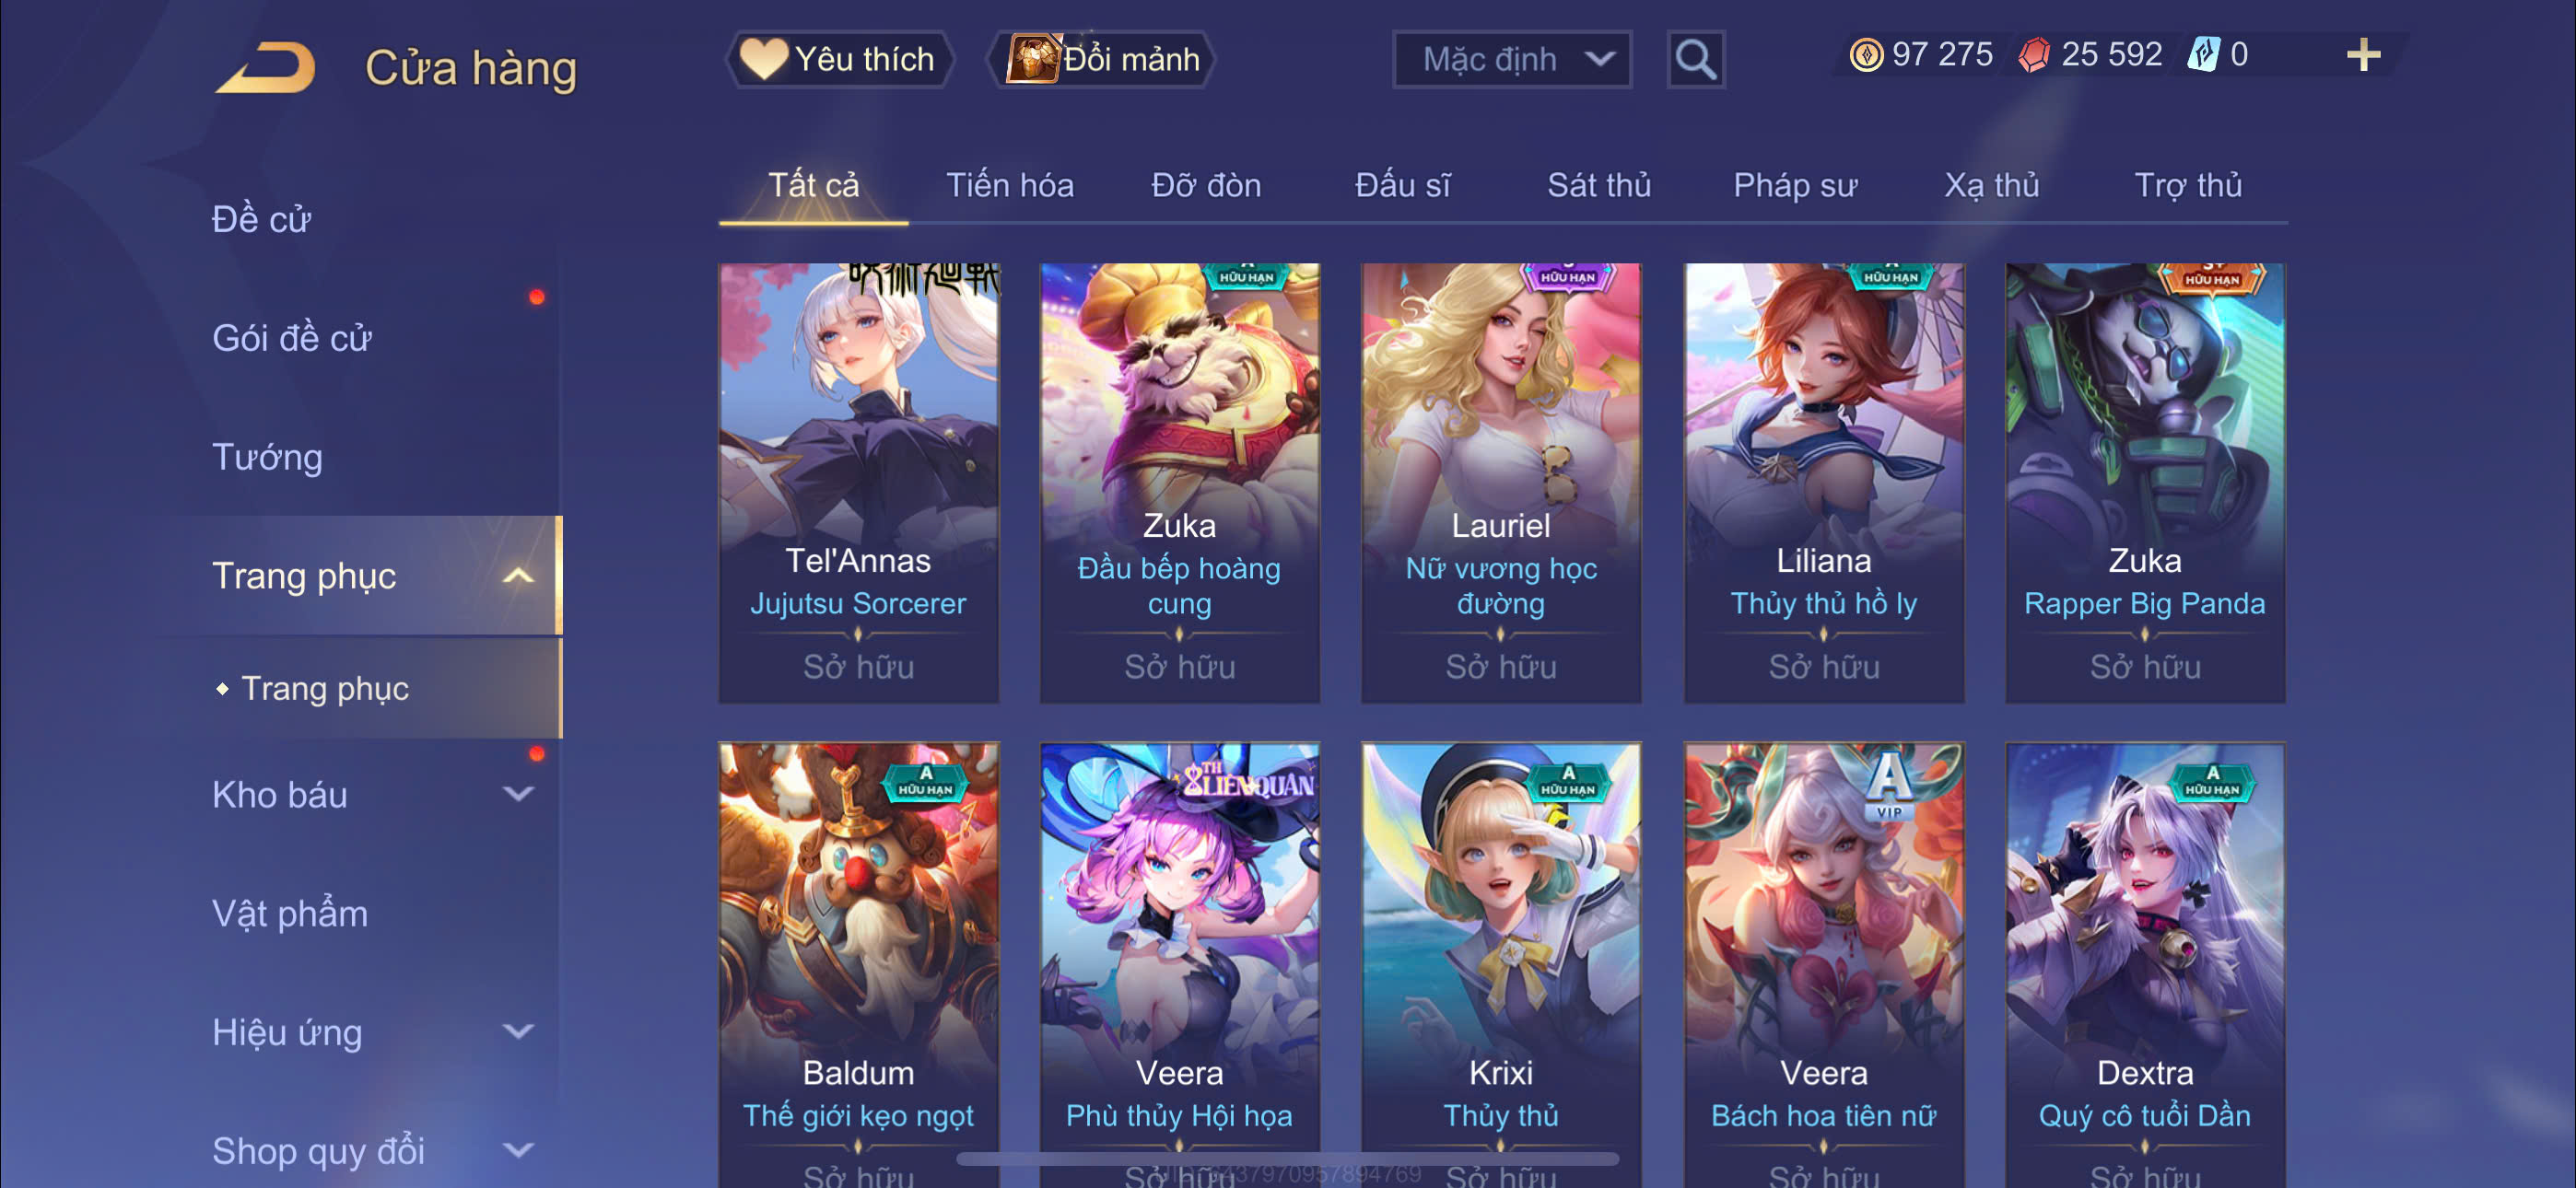 Cửa hàng
Yêu thích
Đổi mảnh
Mặc định
97 275
25 592
0
Tất cả
Tiến hóa
Đỡ đòn
Đấu sĩ
Sát thủ
Pháp sư
Xạ thủ
Trợ thủ
Đề cử
Gói đề cử
Tướng
Trang phục
Trang phục
Kho báu
Vật phẩm
Hiệu ứng
Shop quy đổi
呪術廻戦
Tel'Annas
Jujutsu Sorcerer
Sở hữu
A
HỮU HẠN
Zuka
Đầu bếp hoàng
cung
Sở hữu
HỮU HẠN
Lauriel
Nữ vương học
đường
Sở hữu
A
HỮU HẠN
Liliana
Thủy thủ hồ ly
Sở hữu
S+
HỮU HẠN
Zuka
Rapper Big Panda
Sở hữu
A
HỮU HẠN
Baldum
Thế giới kẹo ngọt
Sở hữu
8TH LIÊN QUÂN
Veera
Phù thủy Hội họa
Sở hữu
A
HỮU HẠN
Krixi
Thủy thủ
Sở hữu
A
VIP
Veera
Bách hoa tiên nữ
Sở hữu
A
HỮU HẠN
Dextra
Quý cô tuổi Dần
Sở hữu